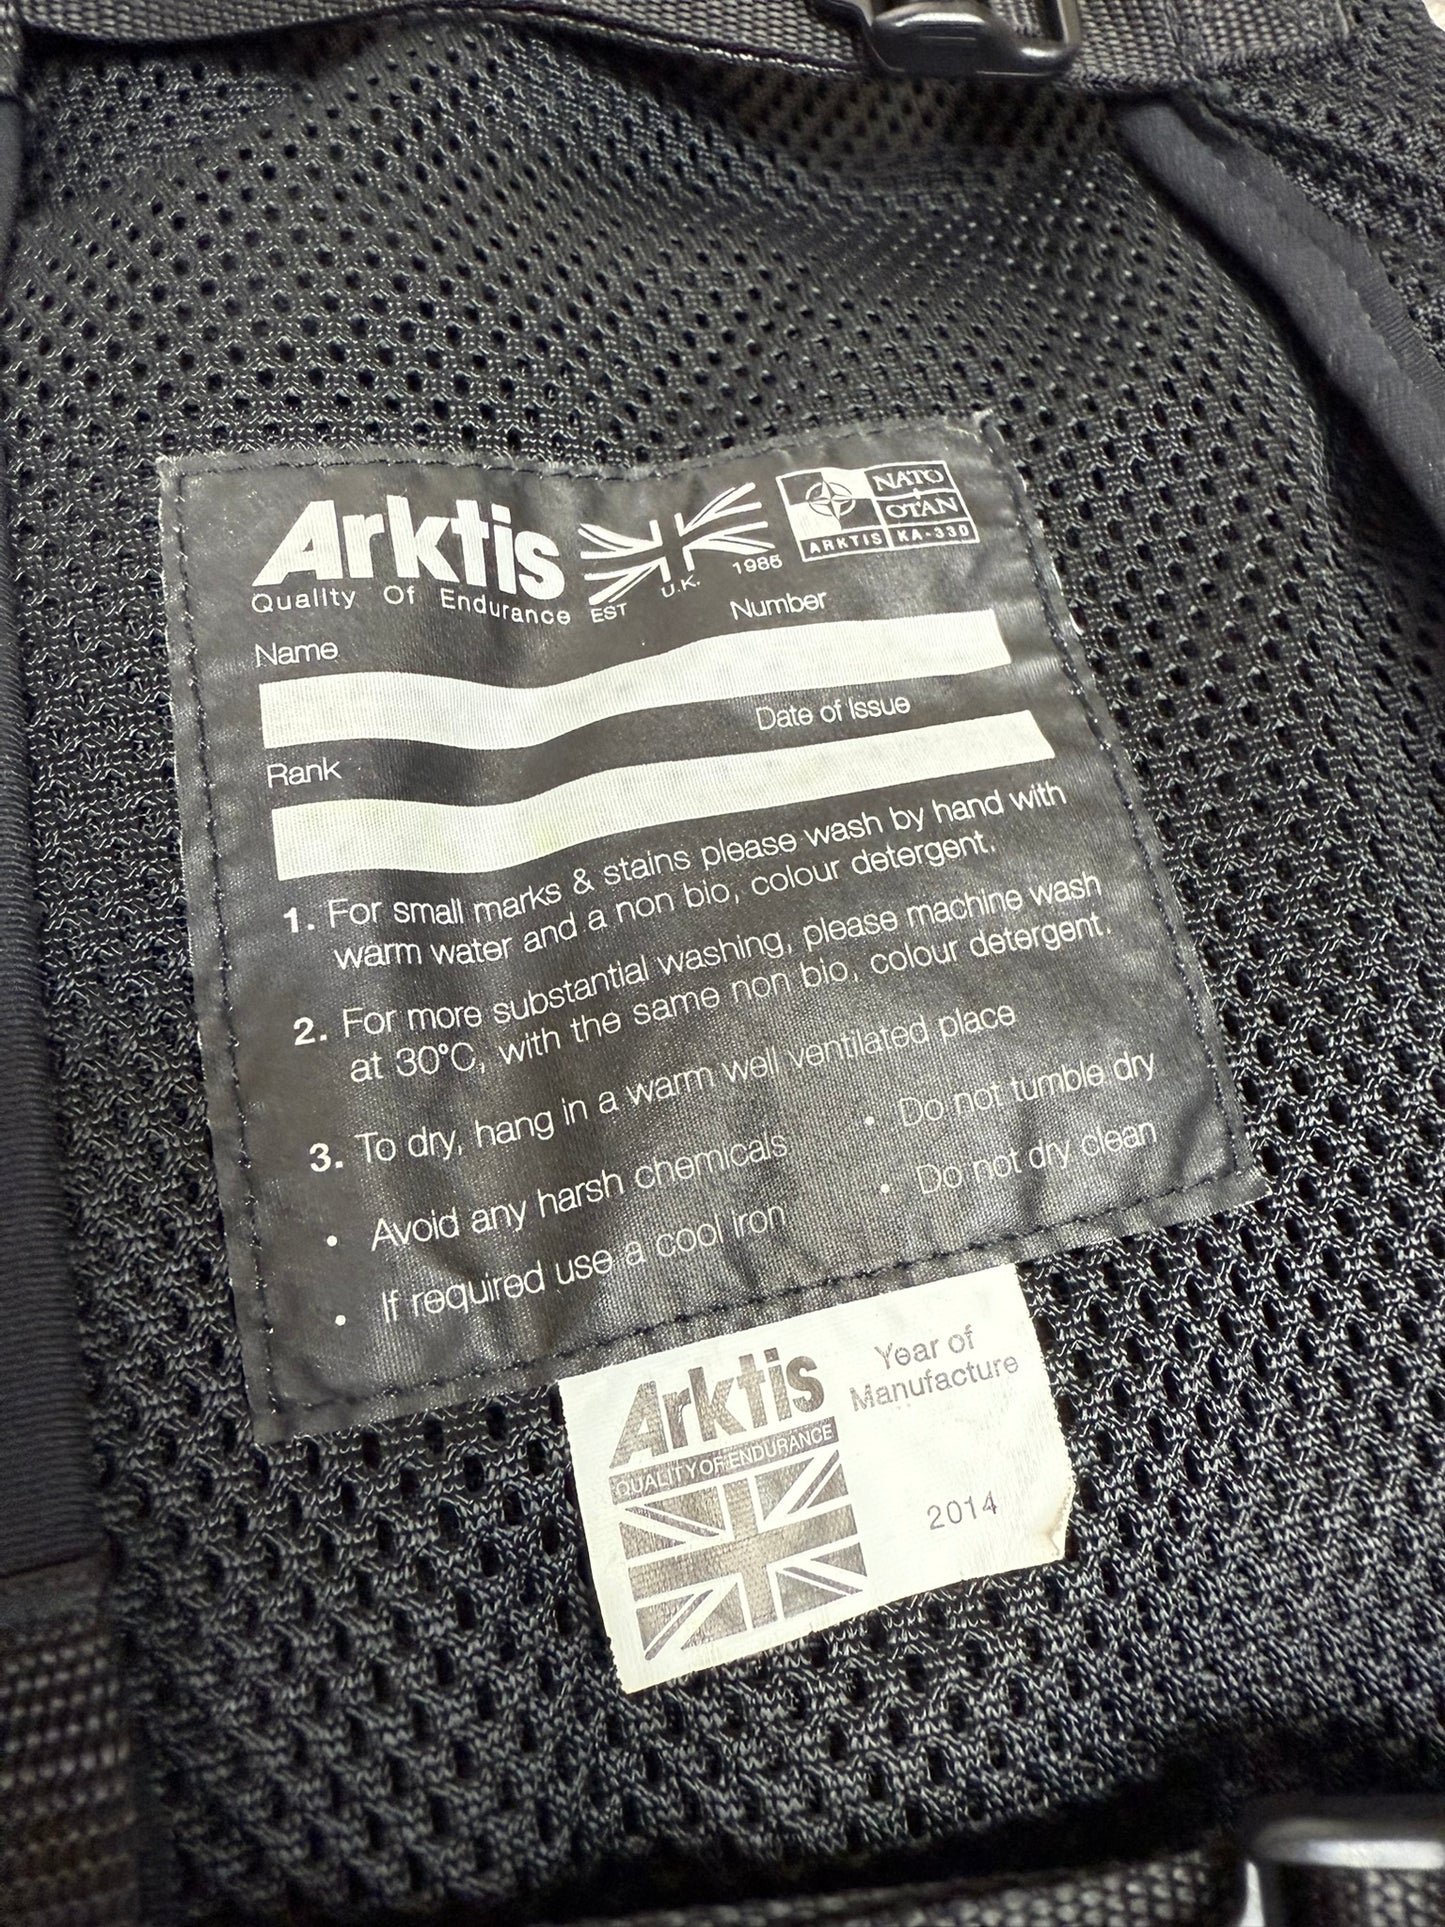 Arktis
Quality Of Endurance
EST U.K. 1985
NATO
OTAN
ARKTIS KA-330
Name
Number
Rank
Date of Issue
1. For small marks & stains please wash by hand with
warm water and a non bio, colour detergent.
2. For more substantial washing, please machine wash
at 30°C, with the same non bio, colour detergent.
3. To dry, hang in a warm well ventilated place
• Avoid any harsh chemicals
• Do not tumble dry
• If required use a cool iron
• Do not dry clean
Arktis
QUALITY OF ENDURANCE
Year of
Manufacture
2014